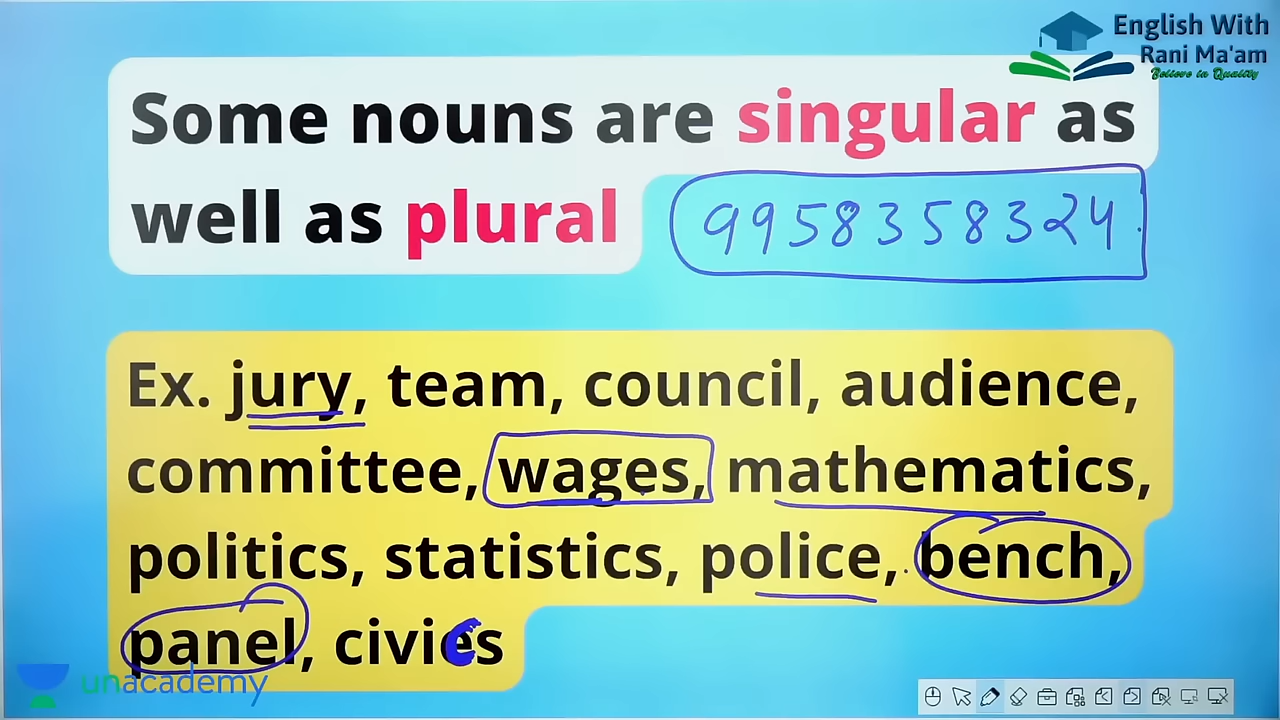 English With
Rani Ma'am
Believe in Quality
Some nouns are singular as
well as plural
9958358324
Ex. jury, team, council, audience,
committee, wages, mathematics,
politics, statistics, police, bench,
panel, civics
unacademy